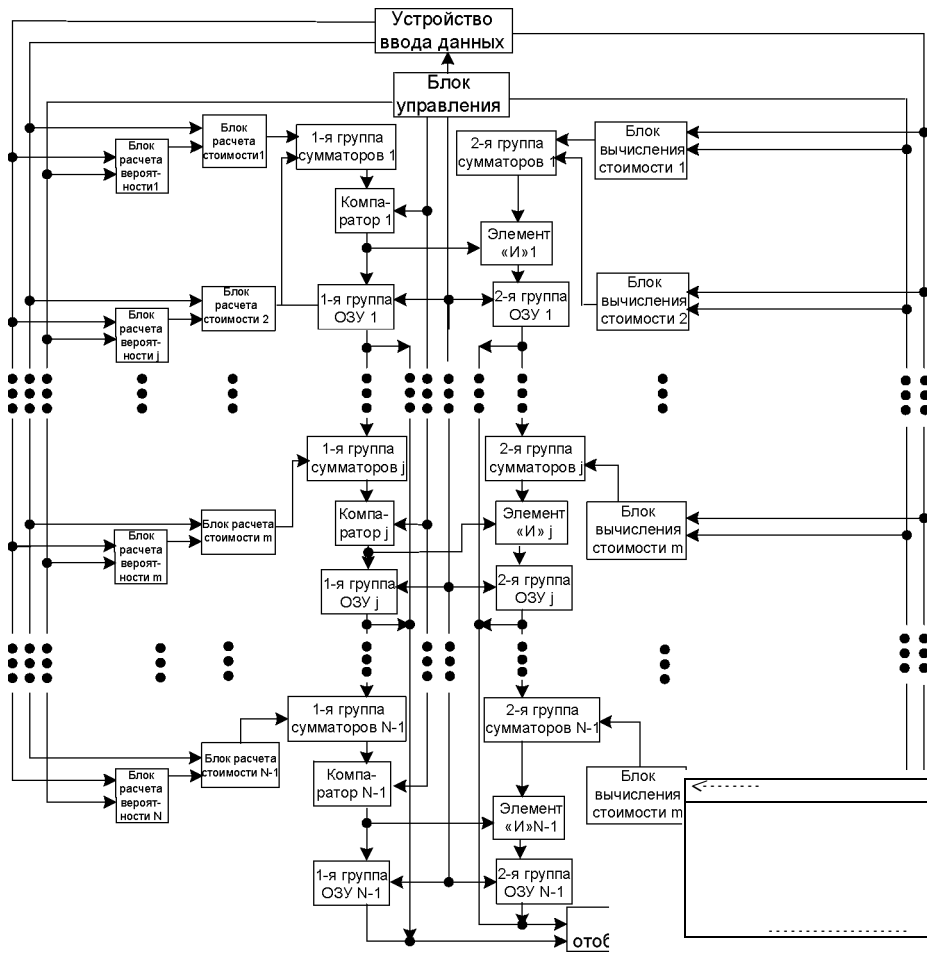 Устройство
ввода данных
Блок
управления
Блок
расчета
стоимости1
Блок
расчета
вероят-
ности1
1-я группа
сумматоров 1
2-я группа
сумматоров 1
Блок
вычисления
стоимости 1
Компа-
ратор 1
Элемент
«И»1
Блок
расчета
стоимости 2
Блок
расчета
вероят-
ности j
1-я группа
ОЗУ 1
2-я группа
ОЗУ 1
Блок
вычисления
стоимости 2
1-я группа
сумматоров j
2-я группа
сумматоров j
Блок расчета
стоимости m
Блок
расчета
вероят-
ности m
Компа-
ратор j
Элемент
«И» j
Блок
вычисления
стоимости m
1-я группа
ОЗУ j
2-я группа
ОЗУ j
1-я группа
сумматоров N-1
2-я группа
сумматоров N-1
Блок расчета
стоимости N-1
Блок
расчета
вероят-
ности N
Компа-
ратор N-1
Элемент
«И»N-1
Блок
вычисления
стоимости m
1-я группа
ОЗУ N-1
2-я группа
ОЗУ N-1